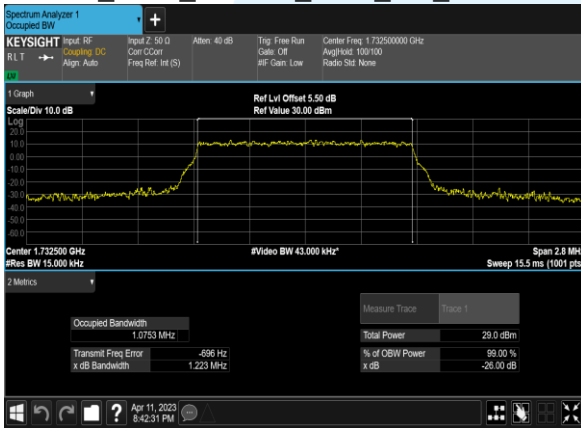 Spectrum Analyzer 1
Occupied BW
+
KEYSIGHT Input: RF Input Z: 50 Ω Atten: 40 dB Trig: Free Run Center Freq: 1.732500000 GHz
RLT Coupling: DC Corr CCorr Gate: Off Avg|Hold: 100/100
Align: Auto Freq Ref: Int (S) #IF Gain: Low Radio Std: None
1 Graph
Ref Lvl Offset 5.50 dB
Scale/Div 10.0 dB Ref Value 30.00 dBm
Log
20.0
10.0
0.00
-10.0
-20.0
-30.0
-40.0
-50.0
-60.0
Center 1.732500 GHz #Video BW 43.000 kHz* Span 2.8 MH
#Res BW 15.000 kHz Sweep 15.5 ms (1001 pts
2 Metrics
Measure Trace Trace 1
Occupied Bandwidth
1.0753 MHz Total Power 29.0 dBm
Transmit Freq Error -696 Hz % of OBW Power 99.00 %
x dB Bandwidth 1.223 MHz x dB -26.00 dB
? Apr 11, 2023
8:42:31 PM